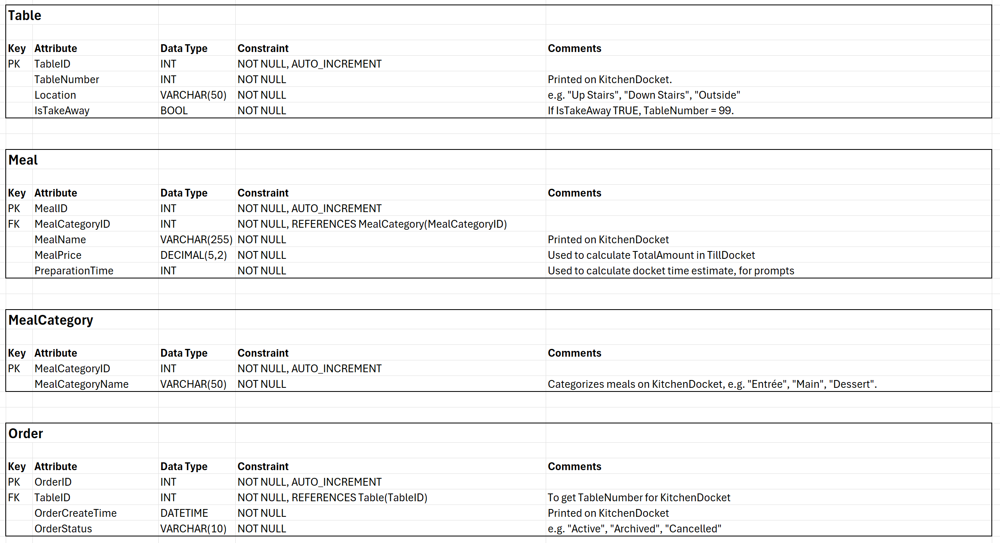 Table
Key Attribute Data Type Constraint Comments
PK TableID INT NOT NULL, AUTO_INCREMENT
TableNumber INT NOT NULL Printed on KitchenDocket.
Location VARCHAR(50) NOT NULL e.g. "Up Stairs", "Down Stairs", "Outside"
IsTakeAway BOOL NOT NULL If IsTakeAway TRUE, TableNumber = 99.
Meal
Key Attribute Data Type Constraint Comments
PK MealID INT NOT NULL, AUTO_INCREMENT
FK MealCategoryID INT NOT NULL, REFERENCES MealCategory(MealCategoryID)
MealName VARCHAR(255) NOT NULL Printed on KitchenDocket
MealPrice DECIMAL(5,2) NOT NULL Used to calculate TotalAmount in TillDocket
PreparationTime INT NOT NULL Used to calculate docket time estimate, for prompts
MealCategory
Key Attribute Data Type Constraint Comments
PK MealCategoryID INT NOT NULL, AUTO_INCREMENT
MealCategoryName VARCHAR(50) NOT NULL Categorizes meals on KitchenDocket, e.g. "Entrée", "Main", "Dessert".
Order
Key Attribute Data Type Constraint Comments
PK OrderID INT NOT NULL, AUTO_INCREMENT
FK TableID INT NOT NULL, REFERENCES Table(TableID) To get TableNumber for KitchenDocket
OrderCreateTime DATETIME NOT NULL Printed on KitchenDocket
OrderStatus VARCHAR(10) NOT NULL e.g. "Active", "Archived", "Cancelled"